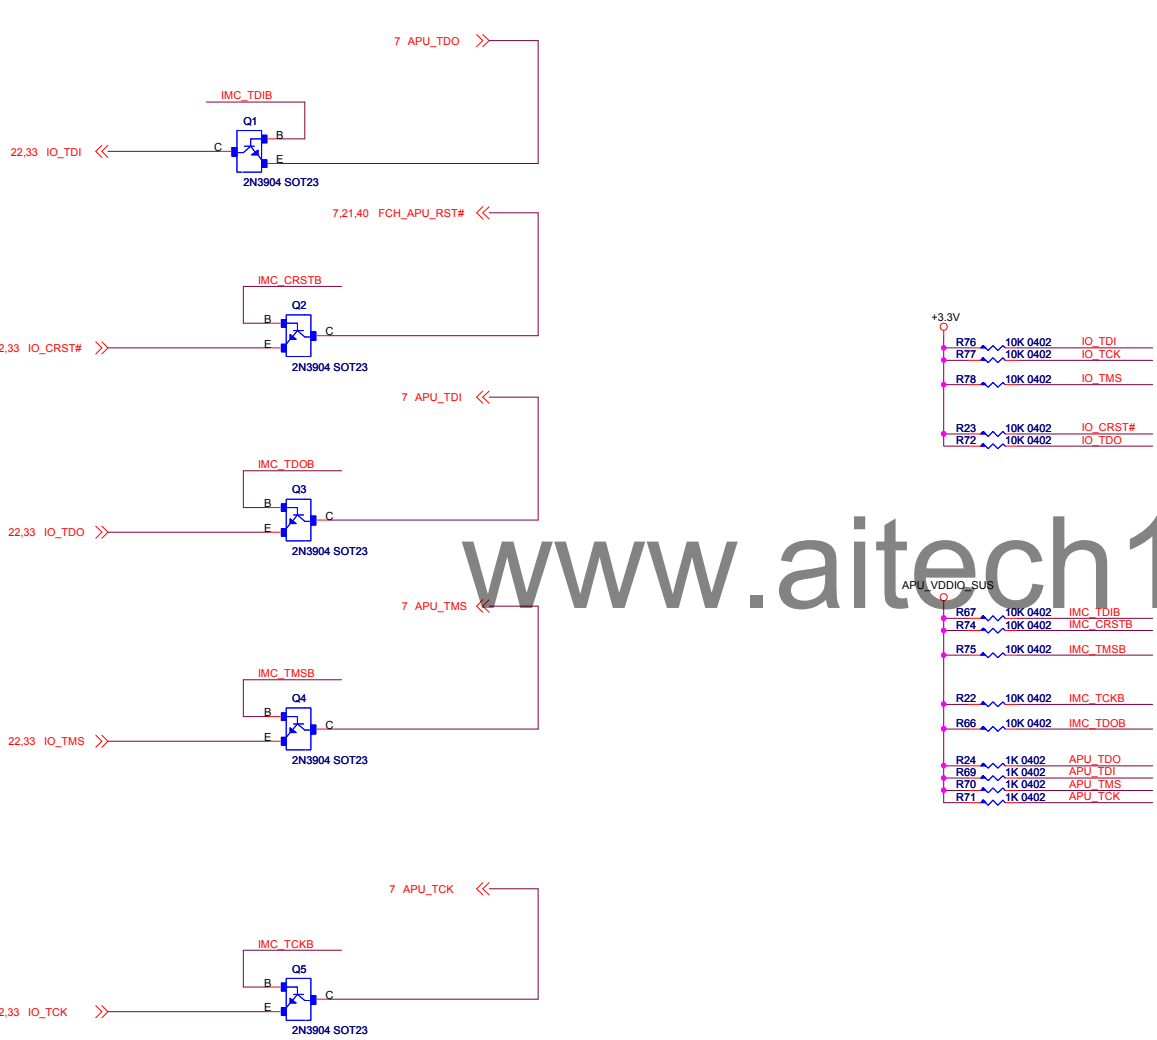 7 APU_TDO
IMC_TDIB
Q1
B
C
22,33 IO_TDI
E
2N3904 SOT23
7,21,40 FCH_APU_RST#
IMC_CRSTB
Q2
B
C
E
2,33 IO_CRST#
2N3904 SOT23
7 APU_TDI
IMC_TDOB
Q3
B
C
E
22,33 IO_TDO
2N3904 SOT23
7 APU_TMS
IMC_TMSB
Q4
B
C
E
22,33 IO_TMS
2N3904 SOT23
7 APU_TCK
IMC_TCKB
Q5
B
C
E
2,33 IO_TCK
2N3904 SOT23
+3.3V
R76 10K 0402 IO_TDI
R77 10K 0402 IO_TCK
R78 10K 0402 IO_TMS
R23 10K 0402 IO_CRST#
R72 10K 0402 IO_TDO
www.aitech1
APU_VDDIO_SUS
R67 10K 0402 IMC_TDIB
R74 10K 0402 IMC_CRSTB
R75 10K 0402 IMC_TMSB
R22 10K 0402 IMC_TCKB
R66 10K 0402 IMC_TDOB
R24 1K 0402 APU_TDO
R69 1K 0402 APU_TDI
R70 1K 0402 APU_TMS
R71 1K 0402 APU_TCK